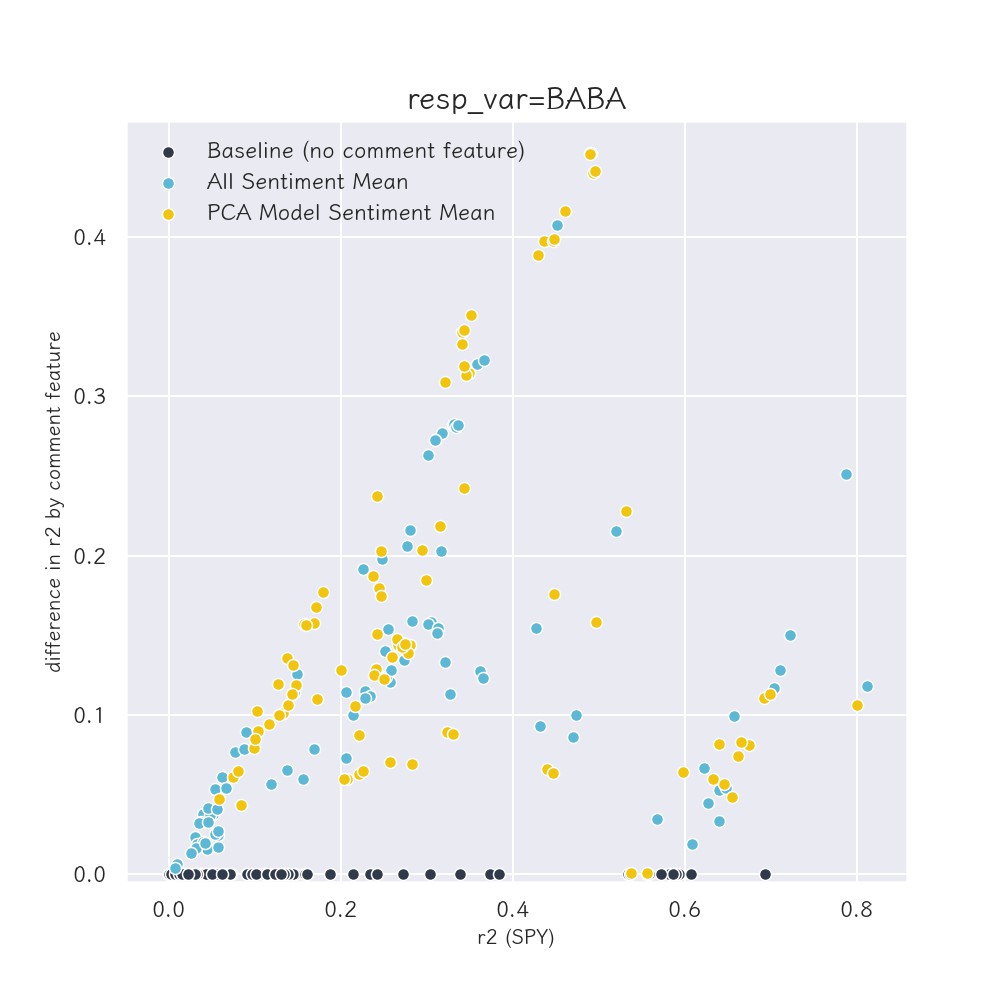 resp_var=BABA
Baseline (no comment feature)
All Sentiment Mean
PCA Model Sentiment Mean
difference in r2 by comment feature
0.4
0.3
0.2
0.1
0.0
0.0 0.2 0.4 0.6 0.8
r2 (SPY)